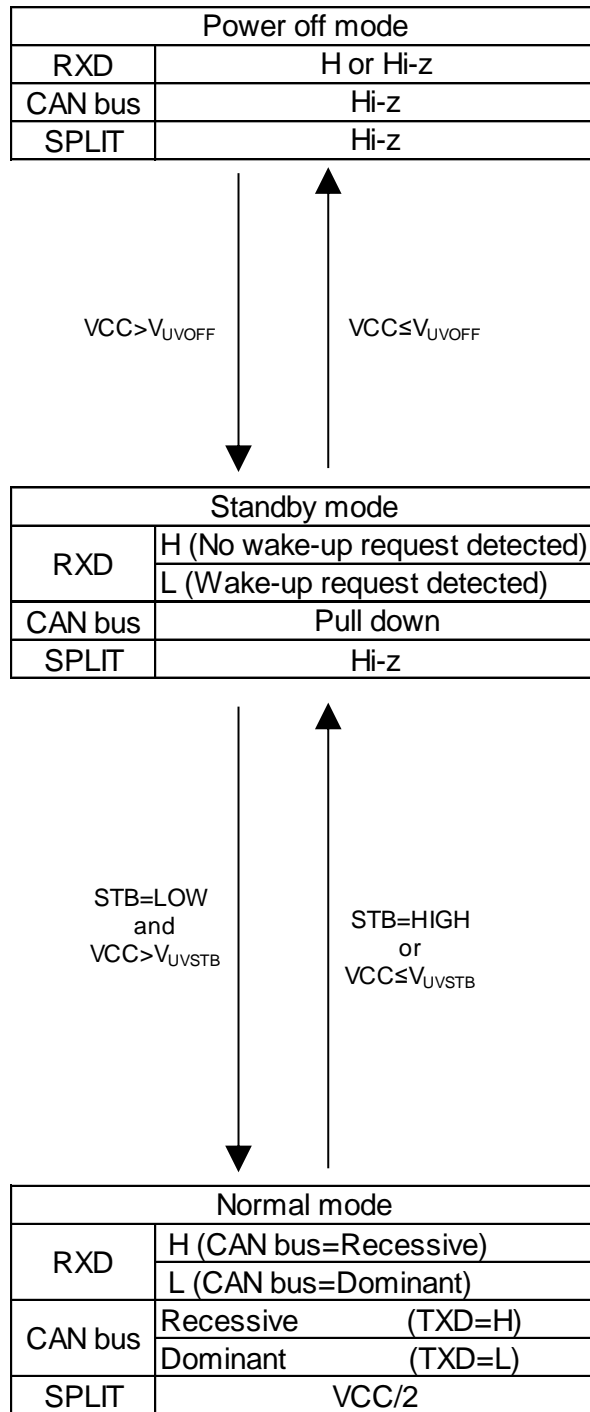 Power off mode
RXD H or Hi-z
CAN bus Hi-z
SPLIT Hi-z
VCC>VUVOFF VCC≤VUVOFF
Standby mode
RXD H (No wake-up request detected)
L (Wake-up request detected)
CAN bus Pull down
SPLIT Hi-z
STB=LOW
and
VCC>VUVSTB
STB=HIGH
or
VCC≤VUVSTB
Normal mode
RXD H (CAN bus=Recessive)
L (CAN bus=Dominant)
CAN bus Recessive (TXD=H)
Dominant (TXD=L)
SPLIT VCC/2